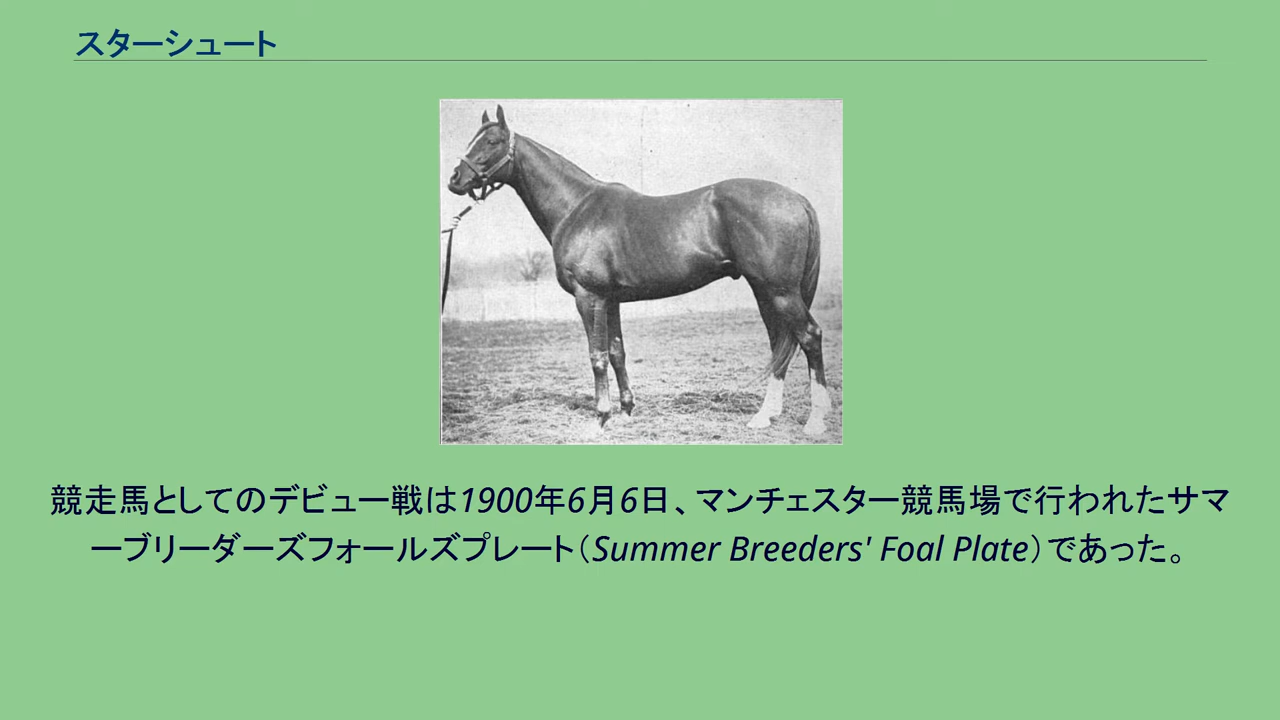 スターシュート
競走馬としてのデビュー戦は1900年6月6日、マンチェスター競馬場で行われたサマ
ーブリーダーズフォールズプレート（Summer Breeders' Foal Plate）であった。